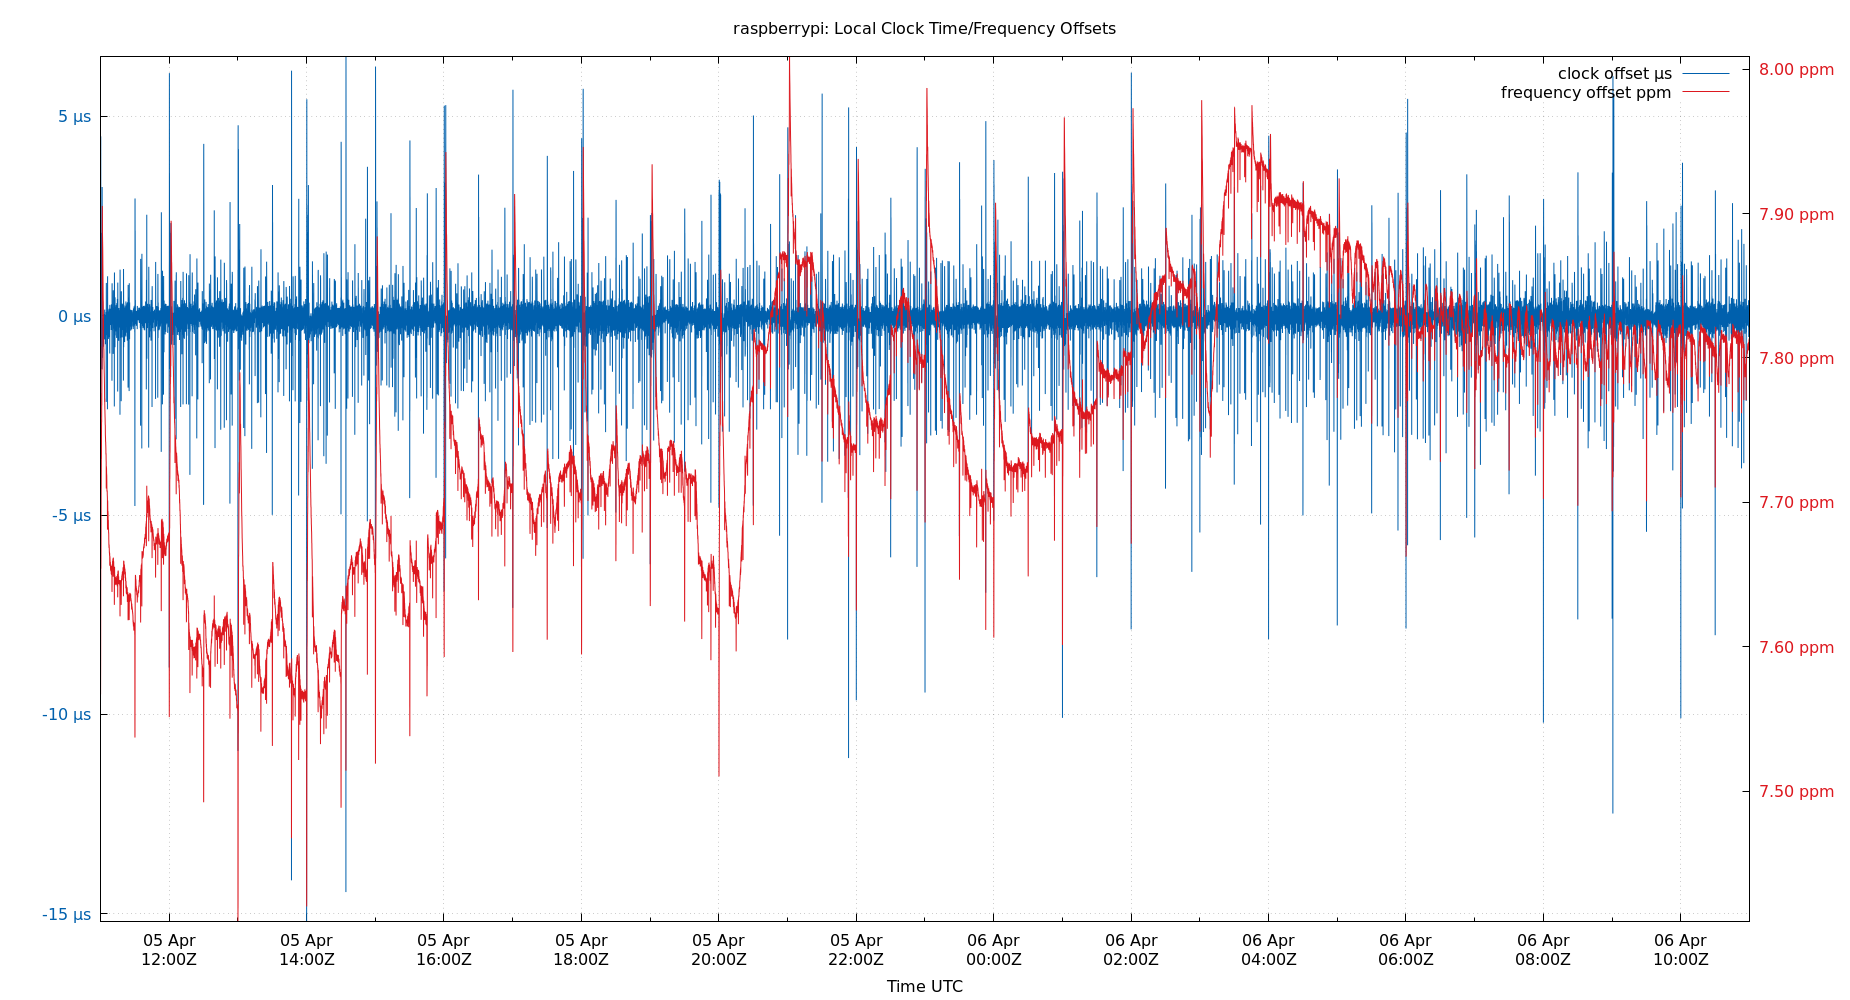 raspberrypi: Local Clock Time/Frequency Offsets
clock offset µs
frequency offset ppm
5 µs
0 µs
-5 µs
-10 µs
-15 µs
8.00 ppm
7.90 ppm
7.80 ppm
7.70 ppm
7.60 ppm
7.50 ppm
05 Apr 05 Apr 05 Apr 05 Apr 05 Apr 05 Apr 06 Apr 06 Apr 06 Apr 06 Apr 06 Apr 06 Apr
12:00Z 14:00Z 16:00Z 18:00Z 20:00Z 22:00Z 00:00Z 02:00Z 04:00Z 06:00Z 08:00Z 10:00Z
Time UTC